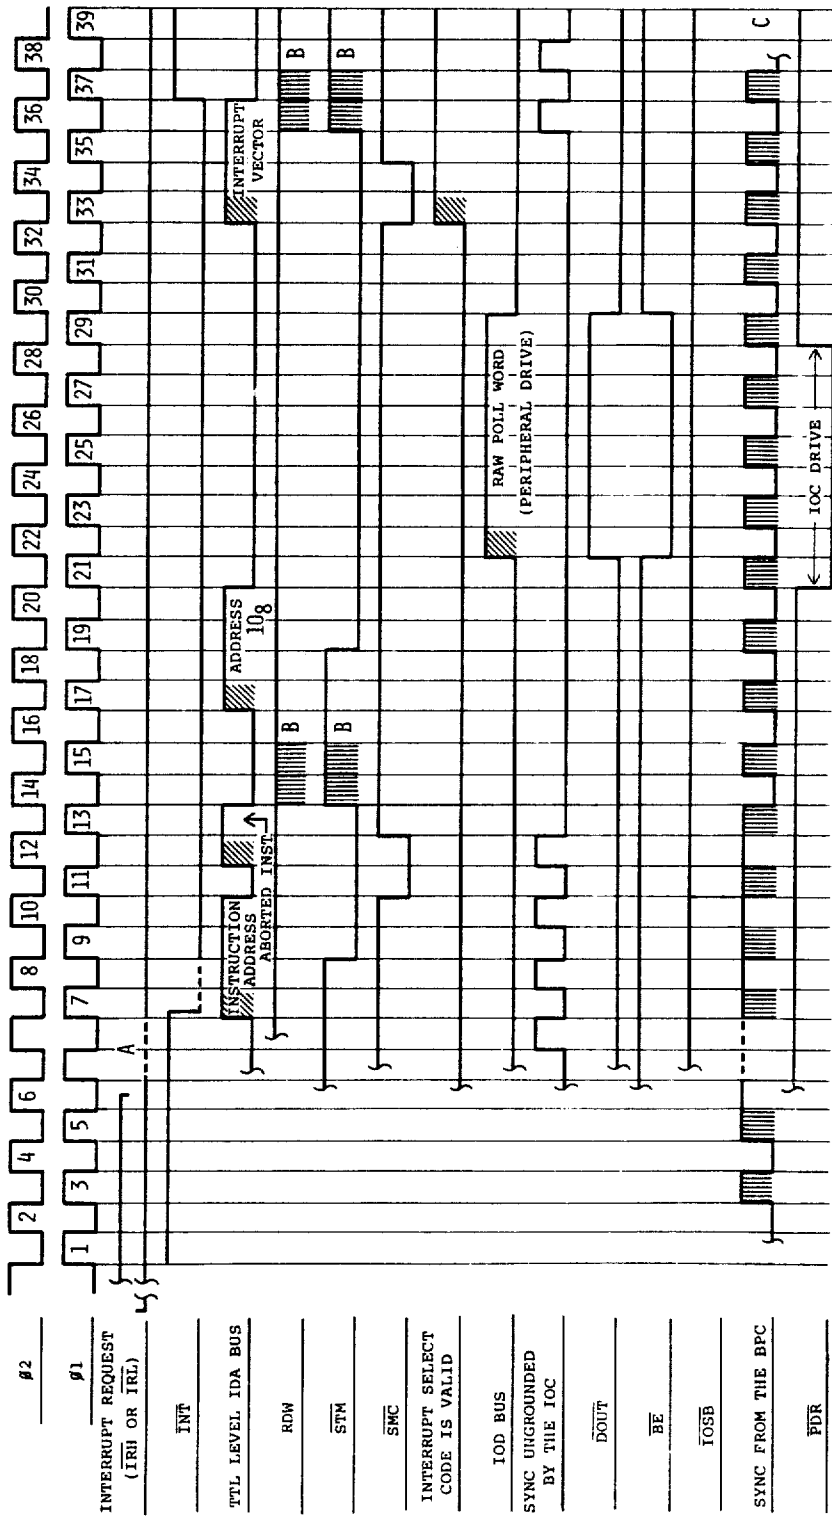 ø2
2 4 6 8 10 12 14 16 18 20 22 24 26 28 30 32 34 36 38
ø1
1 3 5 7 9 11 13 15 17 19 21 23 25 27 29 31 33 35 37 39
INTERRUPT REQUEST
(IRH OR IRL)
A
INT
TTL LEVEL IDA BUS
INSTRUCTION
ADDRESS
ABORTED INST
ADDRESS
10₈
INTERRUPT
VECTOR
RDW
B
B
STM
B
B
SMC
INTERRUPT SELECT
CODE IS VALID
IOD BUS
RAW POLL WORD
(PERIPHERAL DRIVE)
SYNC UNGROUNDED
BY THE IOC
DOUT
BE
IOSB
SYNC FROM THE BPC
C
PDR
IOC DRIVE